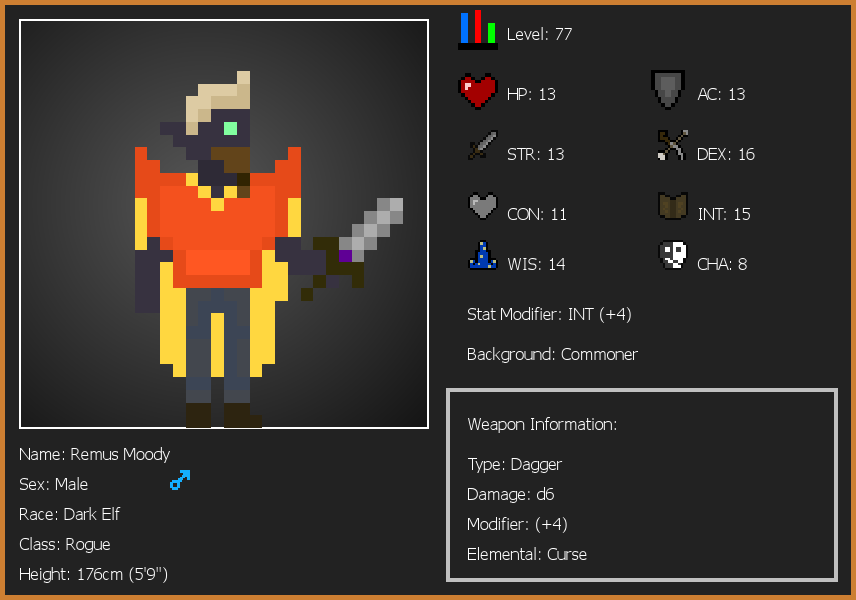 Level: 77
HP: 13
AC: 13
STR: 13
DEX: 16
CON: 11
INT: 15
WIS: 14
CHA: 8
Stat Modifier: INT (+4)
Background: Commoner
Weapon Information:
Type: Dagger
Damage: d6
Modifier: (+4)
Elemental: Curse
Name: Remus Moody
Sex: Male
Race: Dark Elf
Class: Rogue
Height: 176cm (5'9")